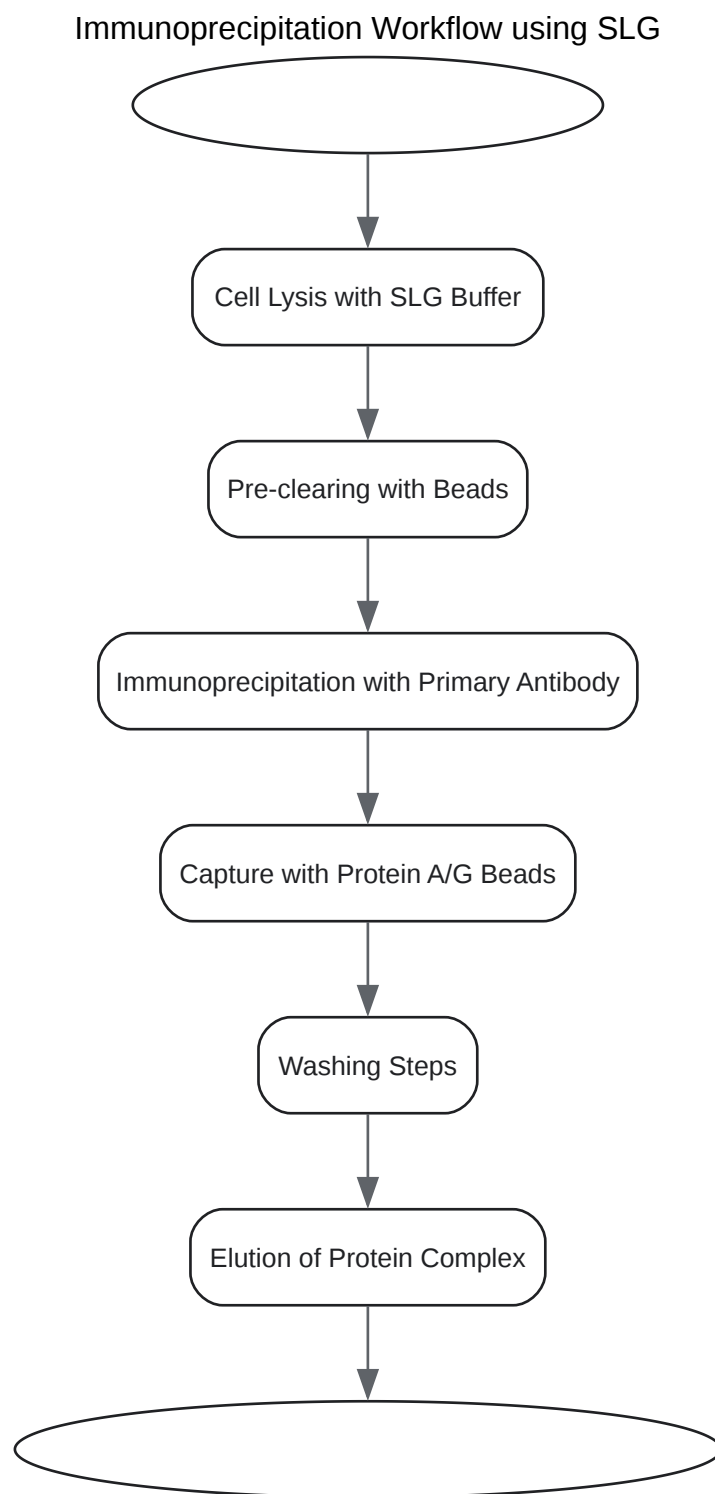 Immunoprecipitation Workflow using SLG
Cell Lysis with SLG Buffer
Pre-clearing with Beads
Immunoprecipitation with Primary Antibody
Capture with Protein A/G Beads
Washing Steps
Elution of Protein Complex